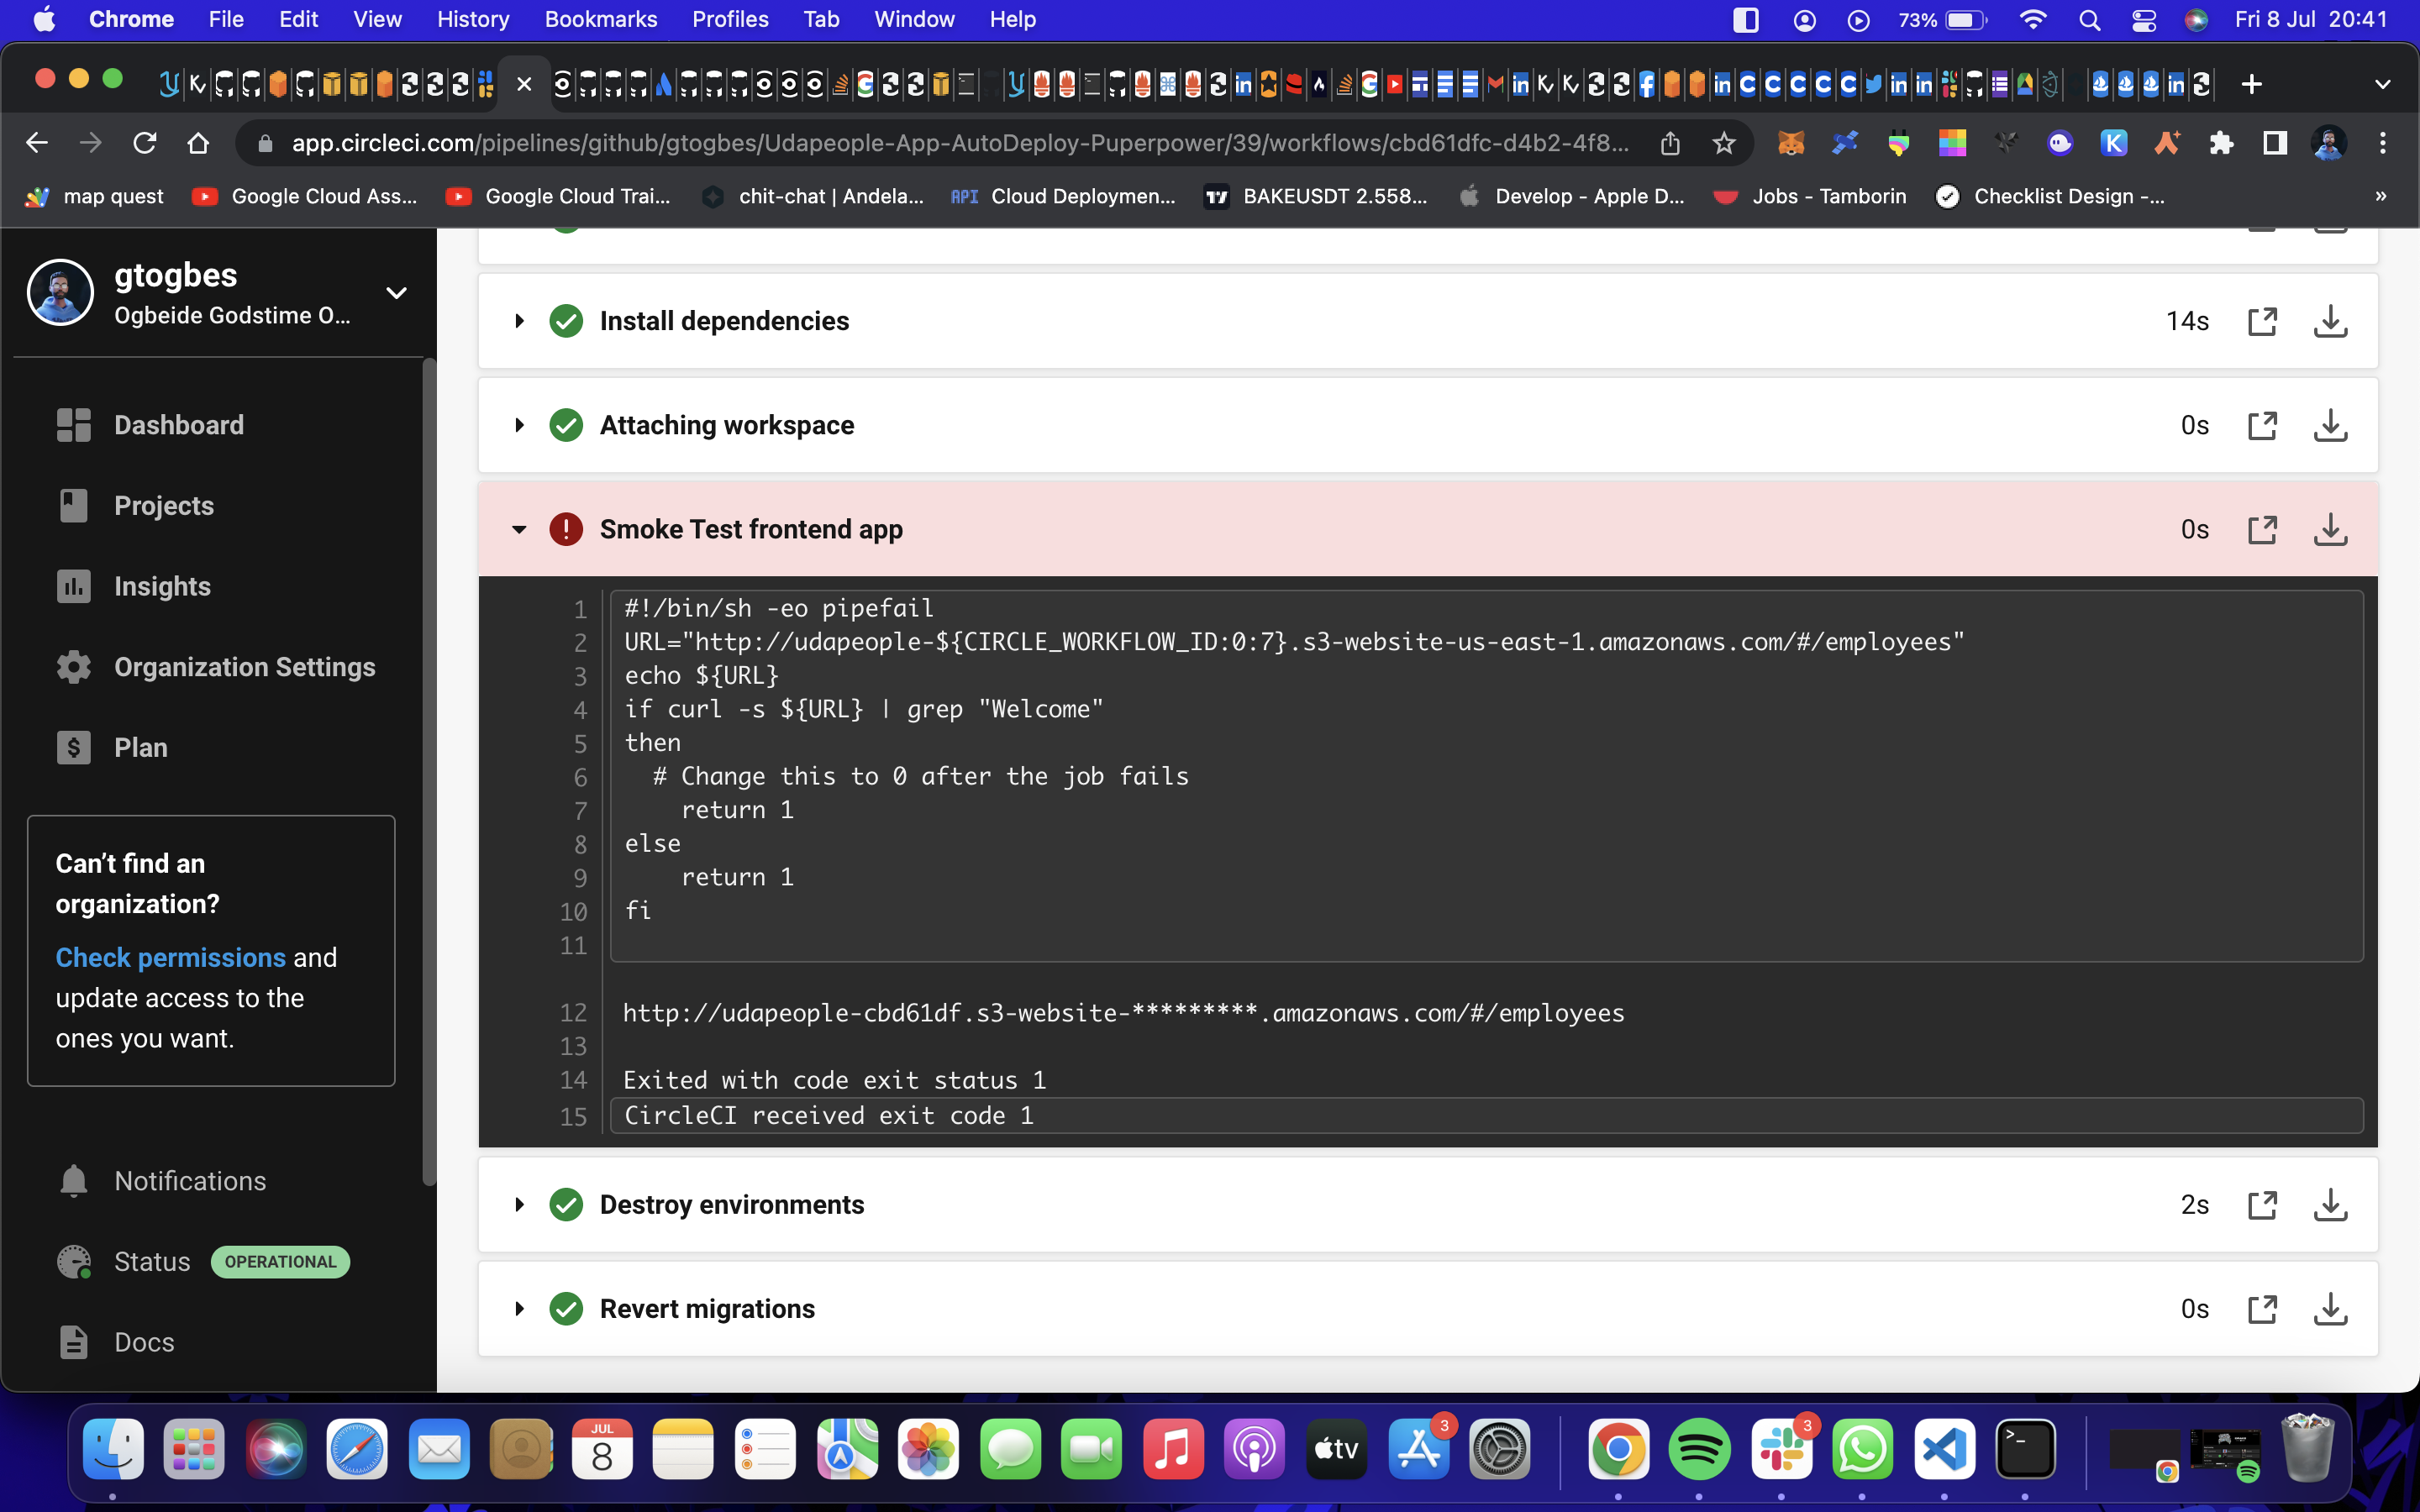 Chrome File Edit View History Bookmarks Profiles Tab Window Help 73% Fri 8 Jul 20:41
app.circleci.com/pipelines/github/gtogbes/Udapeople-App-AutoDeploy-Puperpower/39/workflows/cbd61dfc-d4b2-4f8...
map quest Google Cloud Ass... Google Cloud Trai... chit-chat | Andela... API Cloud Deploymen... BAKEUSDT 2.558... Develop - Apple D... Jobs - Tamborin Checklist Design -... »
gtogbes
Ogbeide Godstime O...
Dashboard
Projects
Insights
Organization Settings
Plan
Can't find an
organization?
Check permissions and
update access to the
ones you want.
Notifications
Status OPERATIONAL
Docs
Install dependencies 14s
Attaching workspace 0s
Smoke Test frontend app 0s
1 #!/bin/sh -eo pipefail
2 URL="http://udapeople-${CIRCLE_WORKFLOW_ID:0:7}.s3-website-us-east-1.amazonaws.com/#/employees"
3 echo ${URL}
4 if curl -s ${URL} | grep "Welcome"
5 then
6 # Change this to 0 after the job fails
7 return 1
8 else
9 return 1
10 fi
11
12 http://udapeople-cbd61df.s3-website-*********.amazonaws.com/#/employees
13
14 Exited with code exit status 1
15 CircleCI received exit code 1
Destroy environments 2s
Revert migrations 0s
JUL
8
tv
3
3